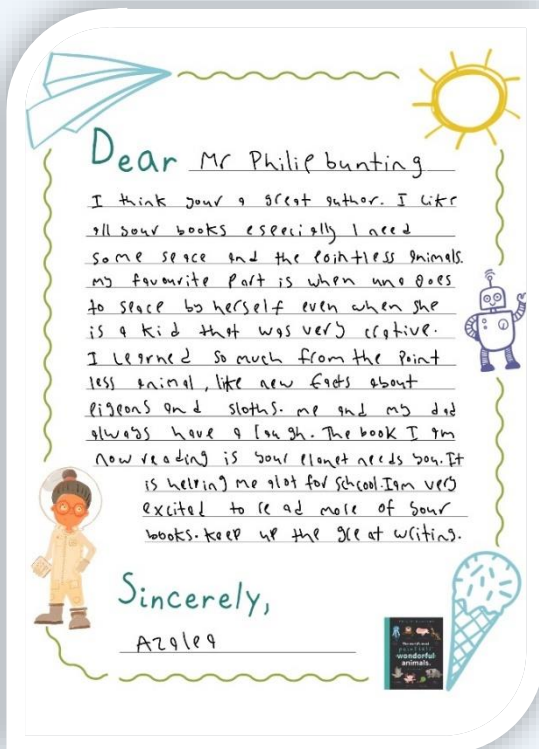 Dear Mr Philip bunting
I think your a great author. I like
all your books especially I need
some space and the pointless animals.
my favourite part is when una goes
to space by herself even when she
is a kid that was very crative.
I learned so much from the point
less animal, like new facts about
pigeons and sloths. me and my dad
always have a laugh. The book I am
now reading is your planet needs you. It
is helping me alot for school. I am very
excited to read more of your
books. keep up the great writing.
Sincerely,
Azalea
wonderful
animals.